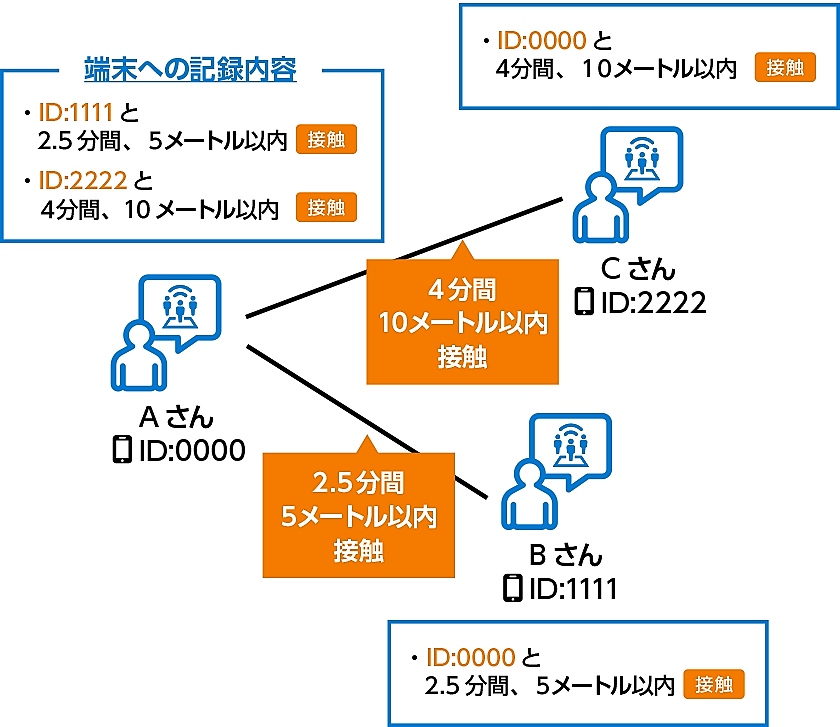 端末への記録内容
・ID:1111 と
2.5 分間、5メートル以内 接触
・ID:2222 と
4分間、10 メートル以内 接触
・ID:0000 と
4分間、10メートル以内 接触
C さん
ID:2222
4 分間
10メートル以内
接触
A さん
ID:0000
2.5 分間
5メートル以内
接触
B さん
ID:1111
・ID:0000 と
2.5 分間、5メートル以内 接触